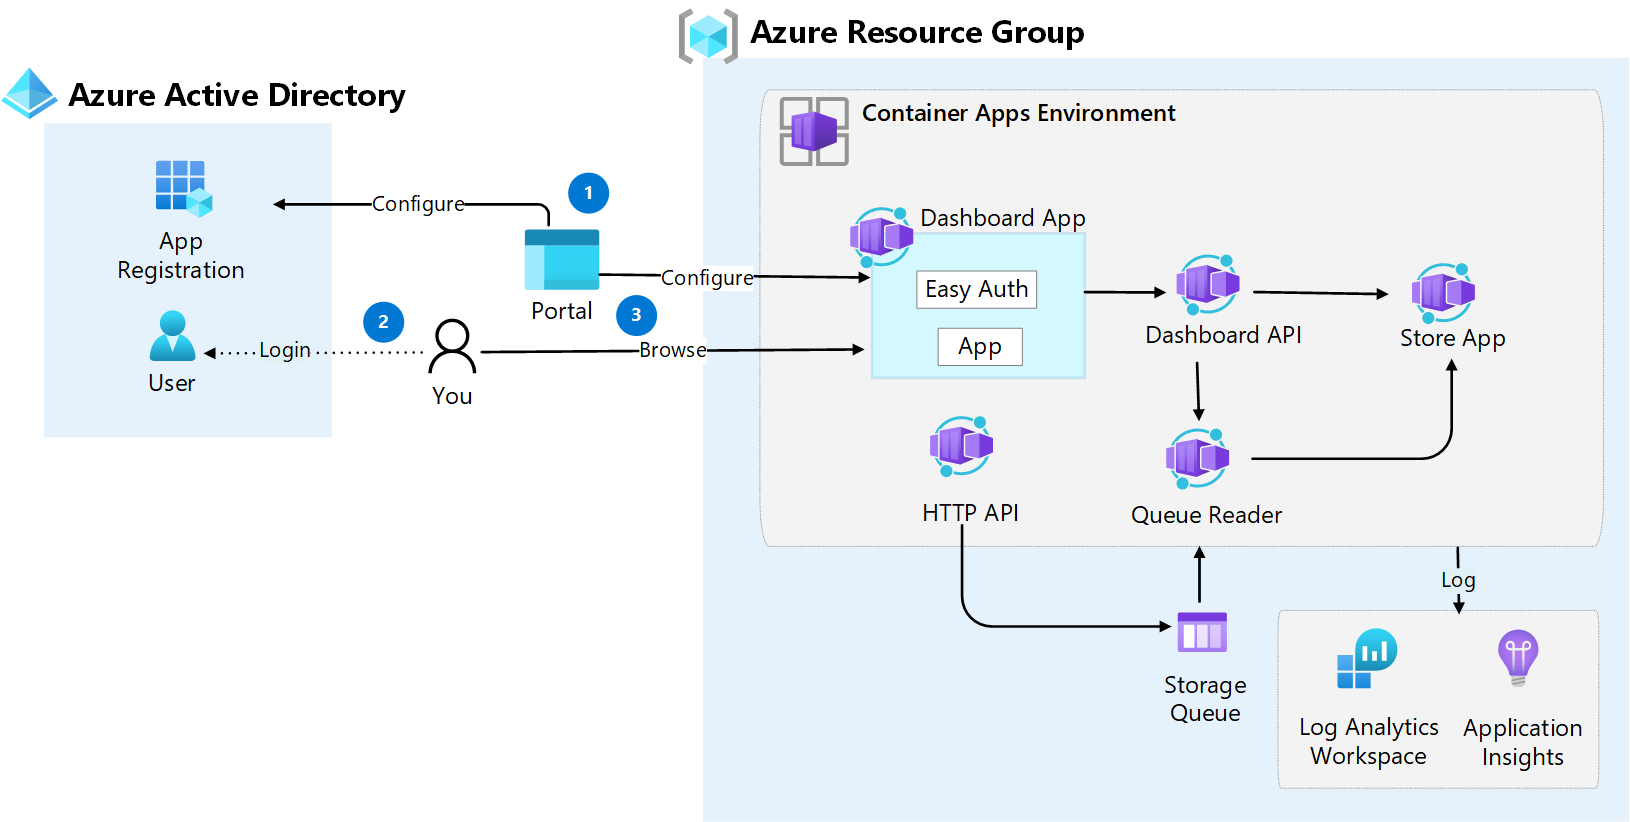 Azure Resource Group
Azure Active Directory
Container Apps Environment
App
Registration
Configure
1
Portal
Configure
User
Login
2
You
3
Browse
Dashboard App
Easy Auth
App
Dashboard API
Store App
HTTP API
Queue Reader
Log
Storage
Queue
Log Analytics
Workspace
Application
Insights